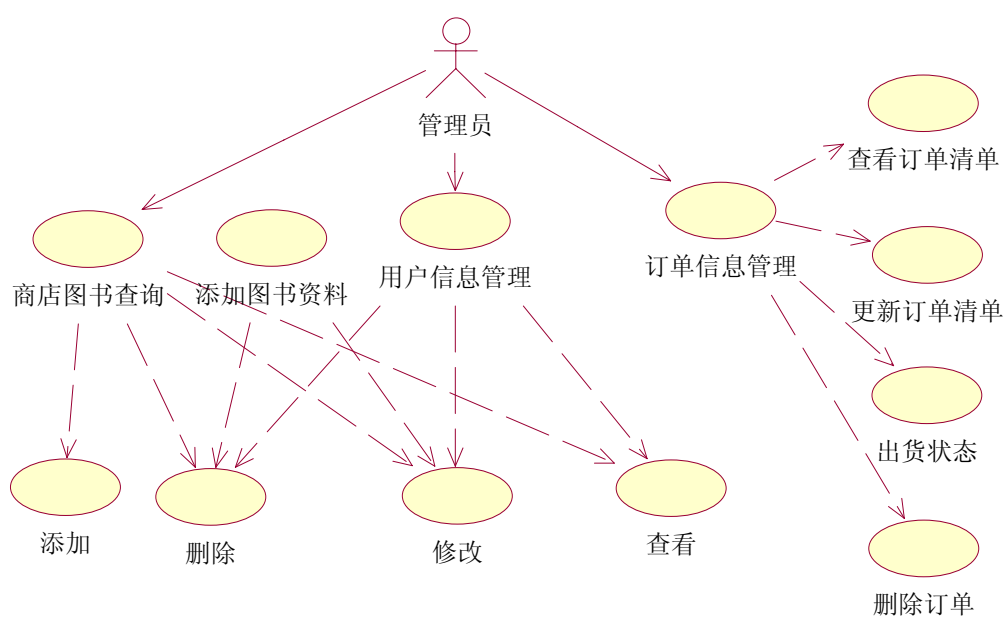 管理员
查看订单清单
商店图书查询
添加图书资料
用户信息管理
订单信息管理
更新订单清单
出货状态
添加
删除
修改
查看
删除订单